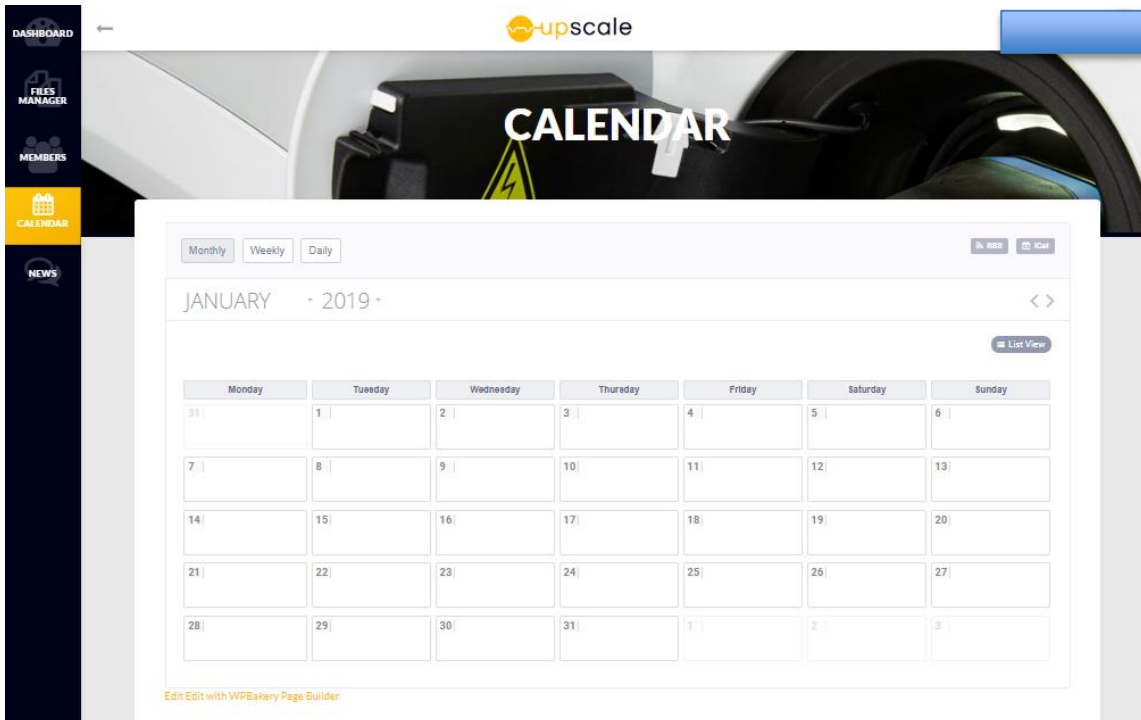 DASHBOARD
FILES
MANAGER
MEMBERS
CALENDAR
NEWS
upscale
CALENDAR
Monthly Weekly Daily
RSS iCal
JANUARY 2019
List View
Monday Tuesday Wednesday Thursday Friday Saturday Sunday
31 1 2 3 4 5 6
7 8 9 10 11 12 13
14 15 16 17 18 19 20
21 22 23 24 25 26 27
28 29 30 31 1 2 3
Edit Edit with WPBakery Page Builder